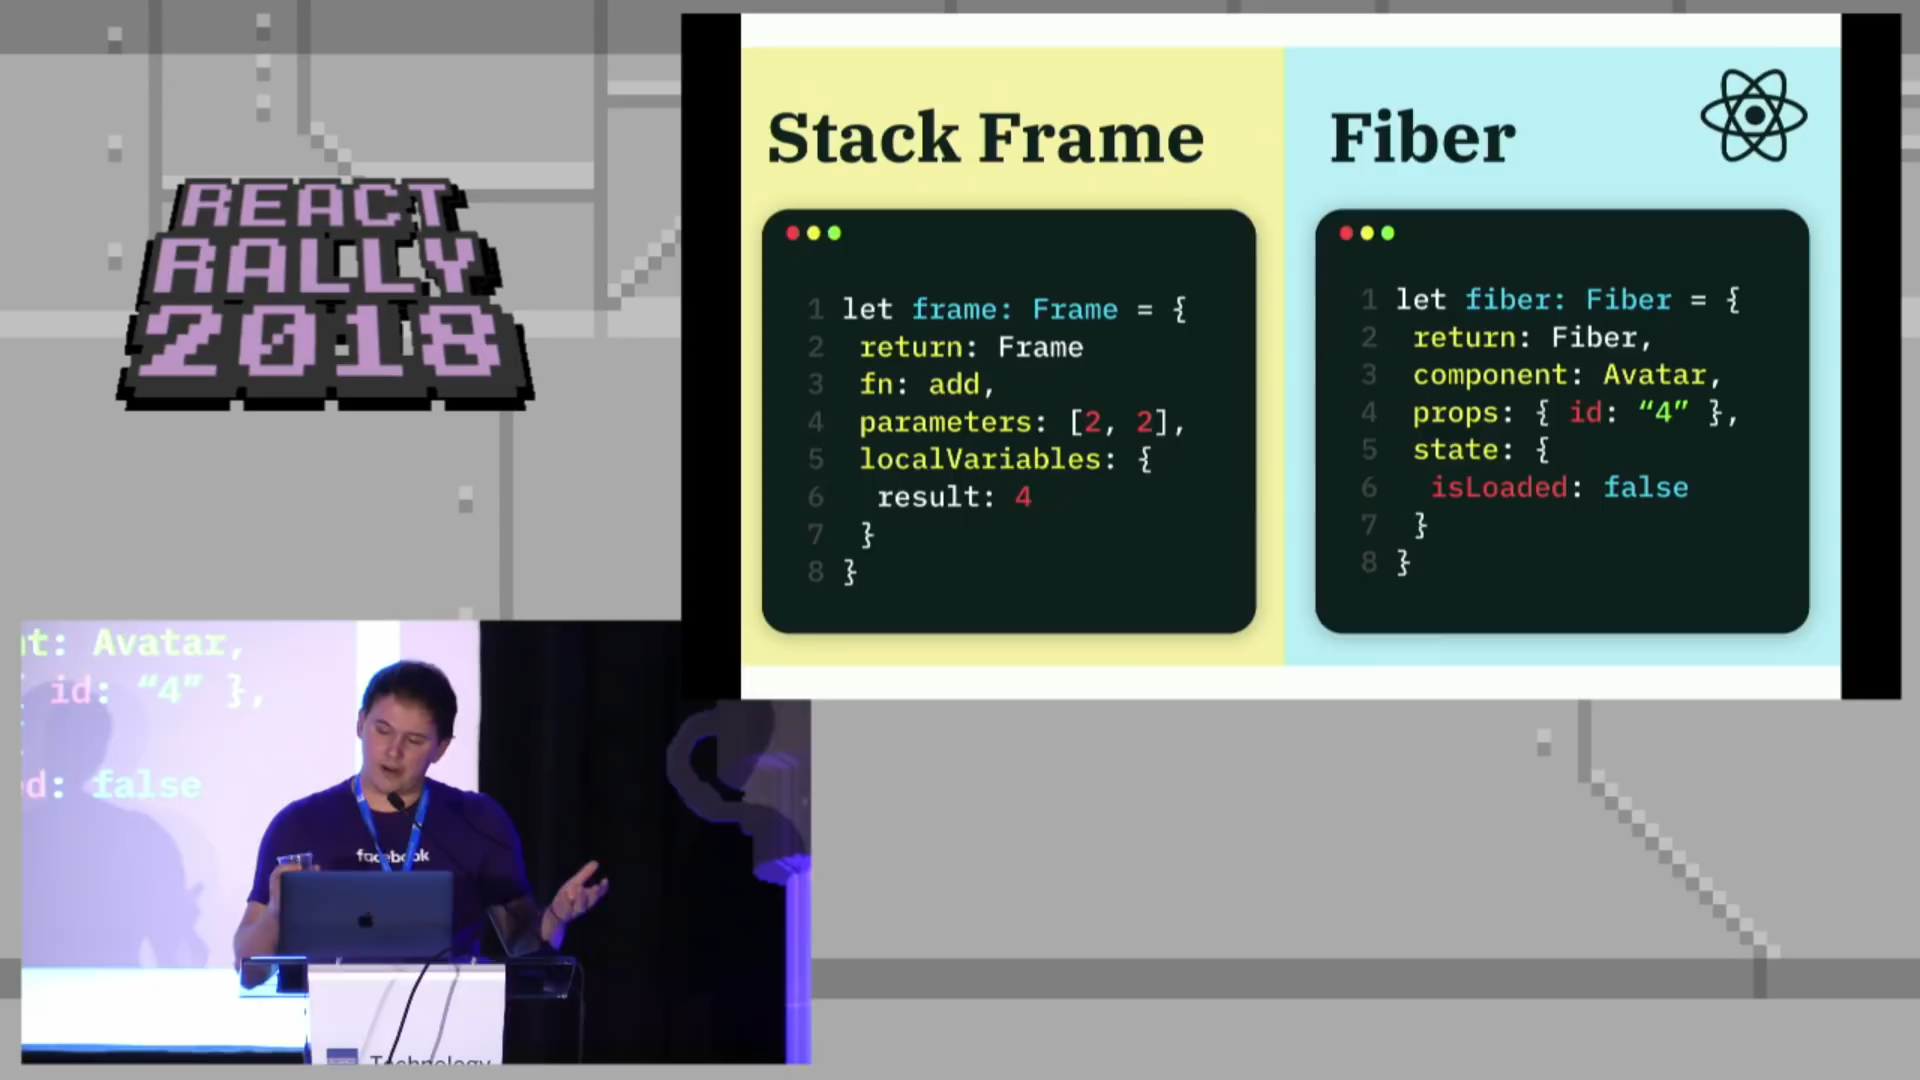 REACT
RALLY
2018
Stack Frame
1 let frame: Frame = {
2 return: Frame
3 fn: add,
4 parameters: [2, 2],
5 localVariables: {
6 result: 4
7 }
8 }
Fiber
1 let fiber: Fiber = {
2 return: Fiber,
3 component: Avatar,
4 props: { id: “4” },
5 state: {
6 isLoaded: false
7 }
8 }
t: Avatar,
id: “4” },
d: false
facebook
Technology